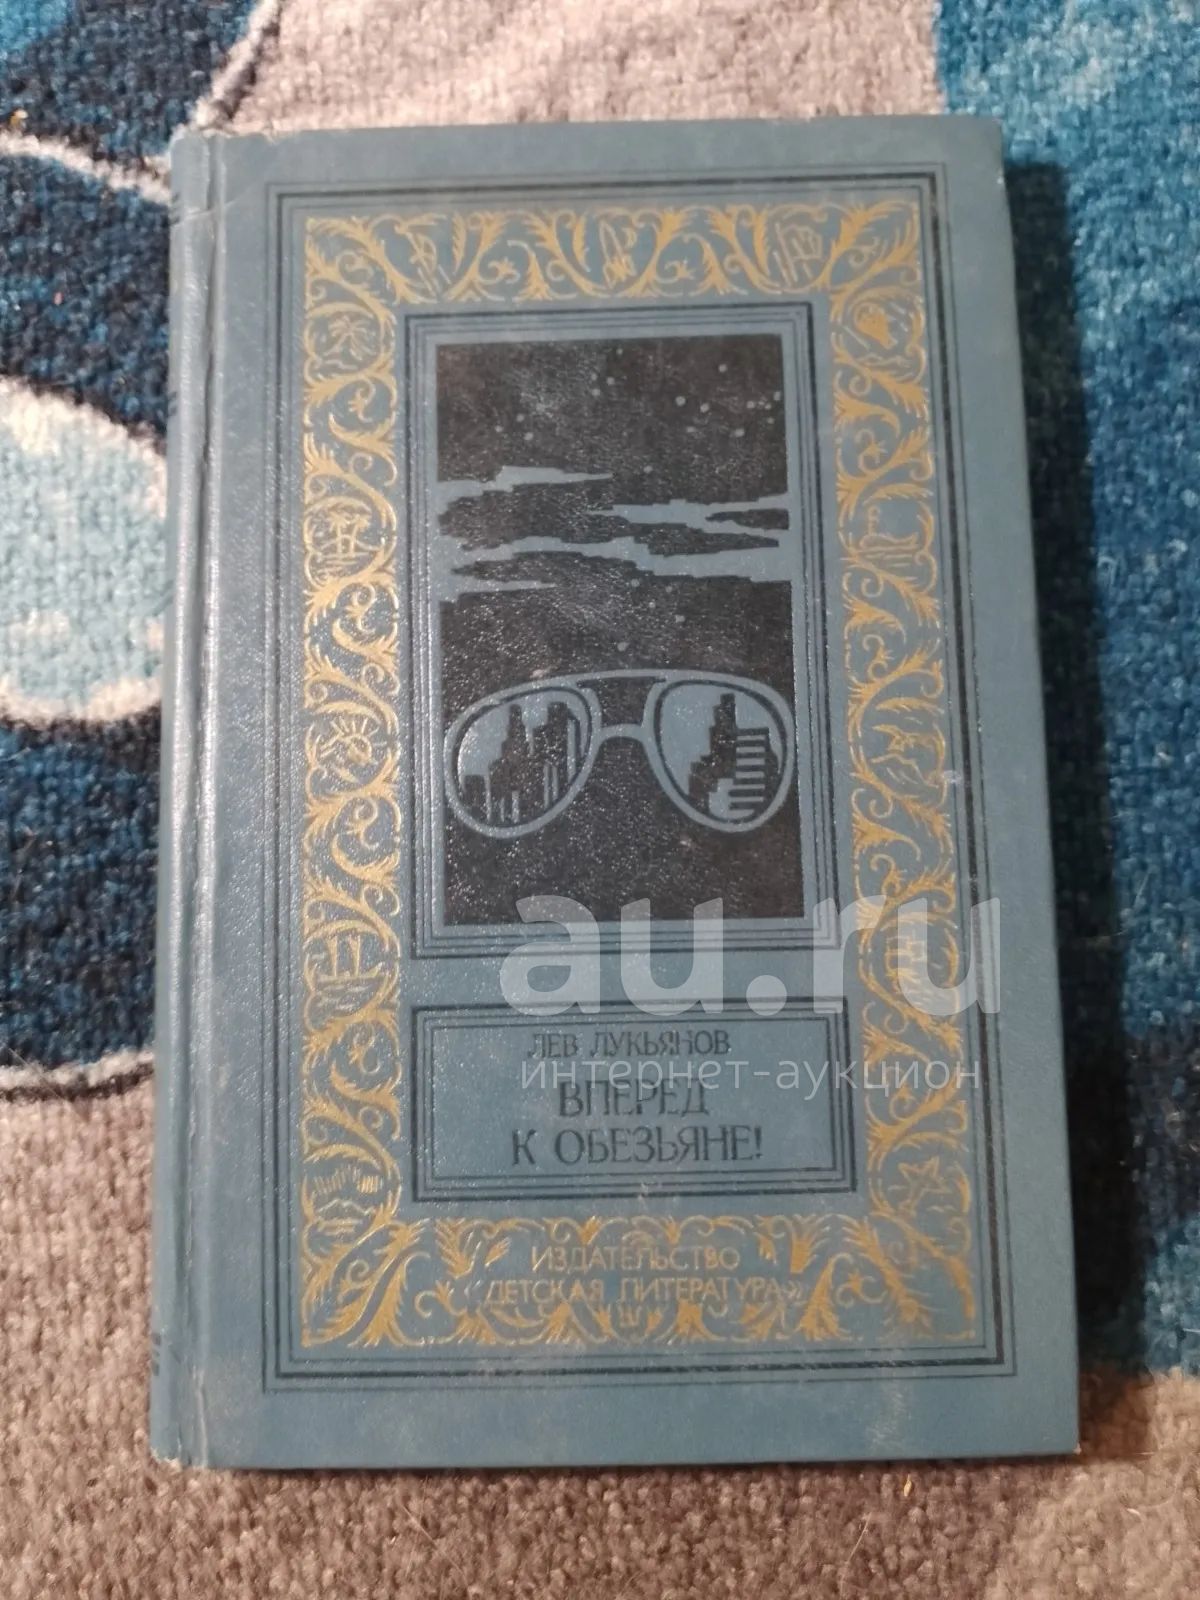 au.ru
ЛЕВ ЛУКЬЯНОВ
интернет-аукцион
ВПЕРЕД
К ОБЕЗЬЯНЕ!
ИЗДАТЕЛЬСТВО
«ДЕТСКАЯ ЛИТЕРАТУРА»